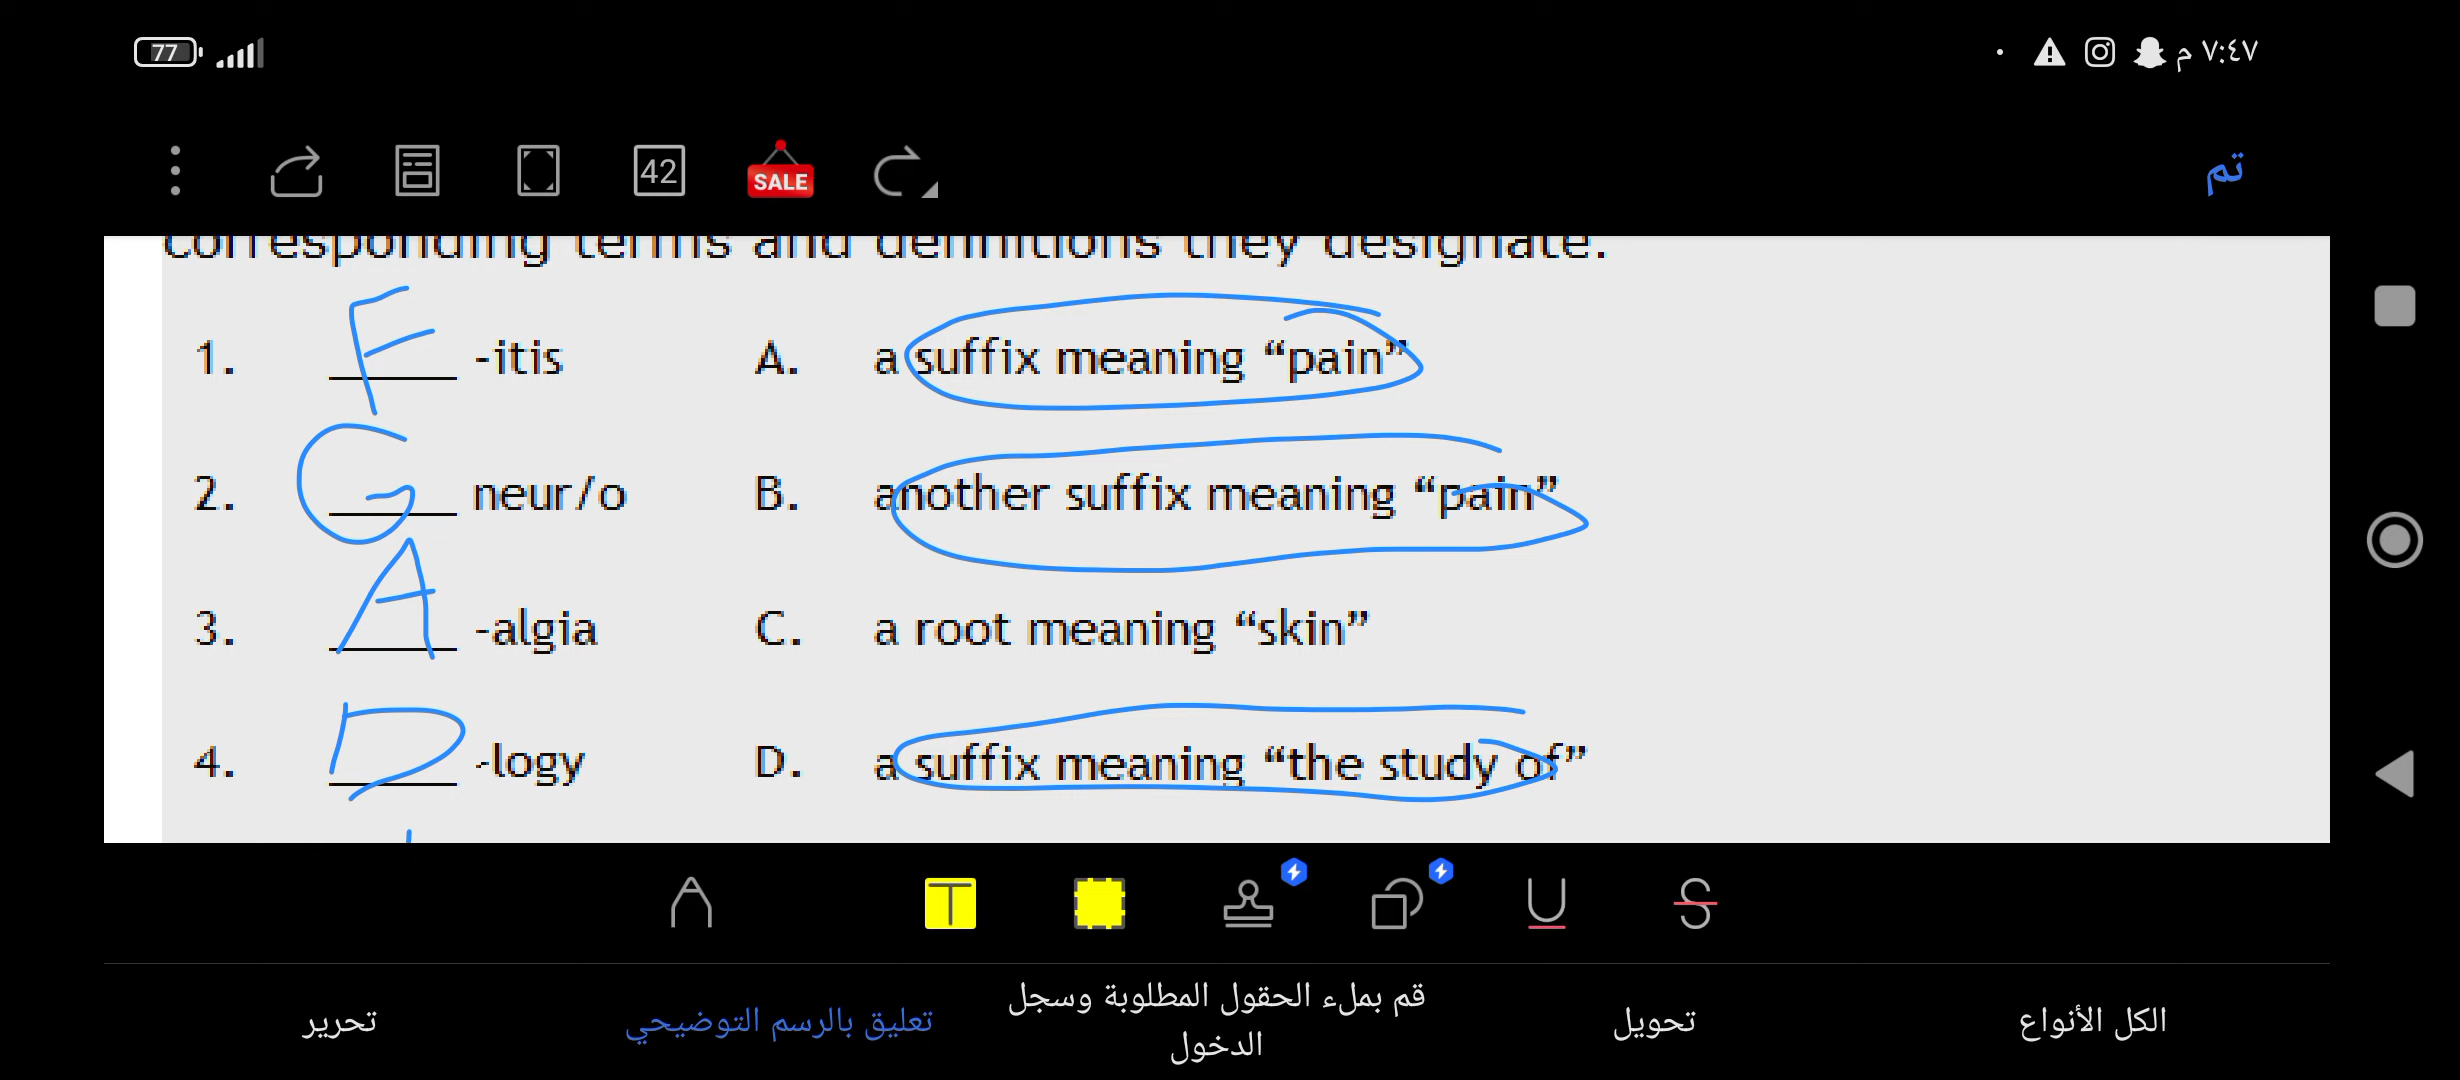 77
م ٧:٤٧
42
SALE
تم
corresponding terms and definitions they designate.
1. F -itis A. a suffix meaning “pain”
2. G neur/o B. another suffix meaning “pain”
3. A -algia C. a root meaning “skin”
4. D -logy D. a suffix meaning “the study of”
T U S
الكل الأنواع
تحويل
قم بملء الحقول المطلوبة وسجل
الدخول
تعليق بالرسم التوضيحي
تحرير